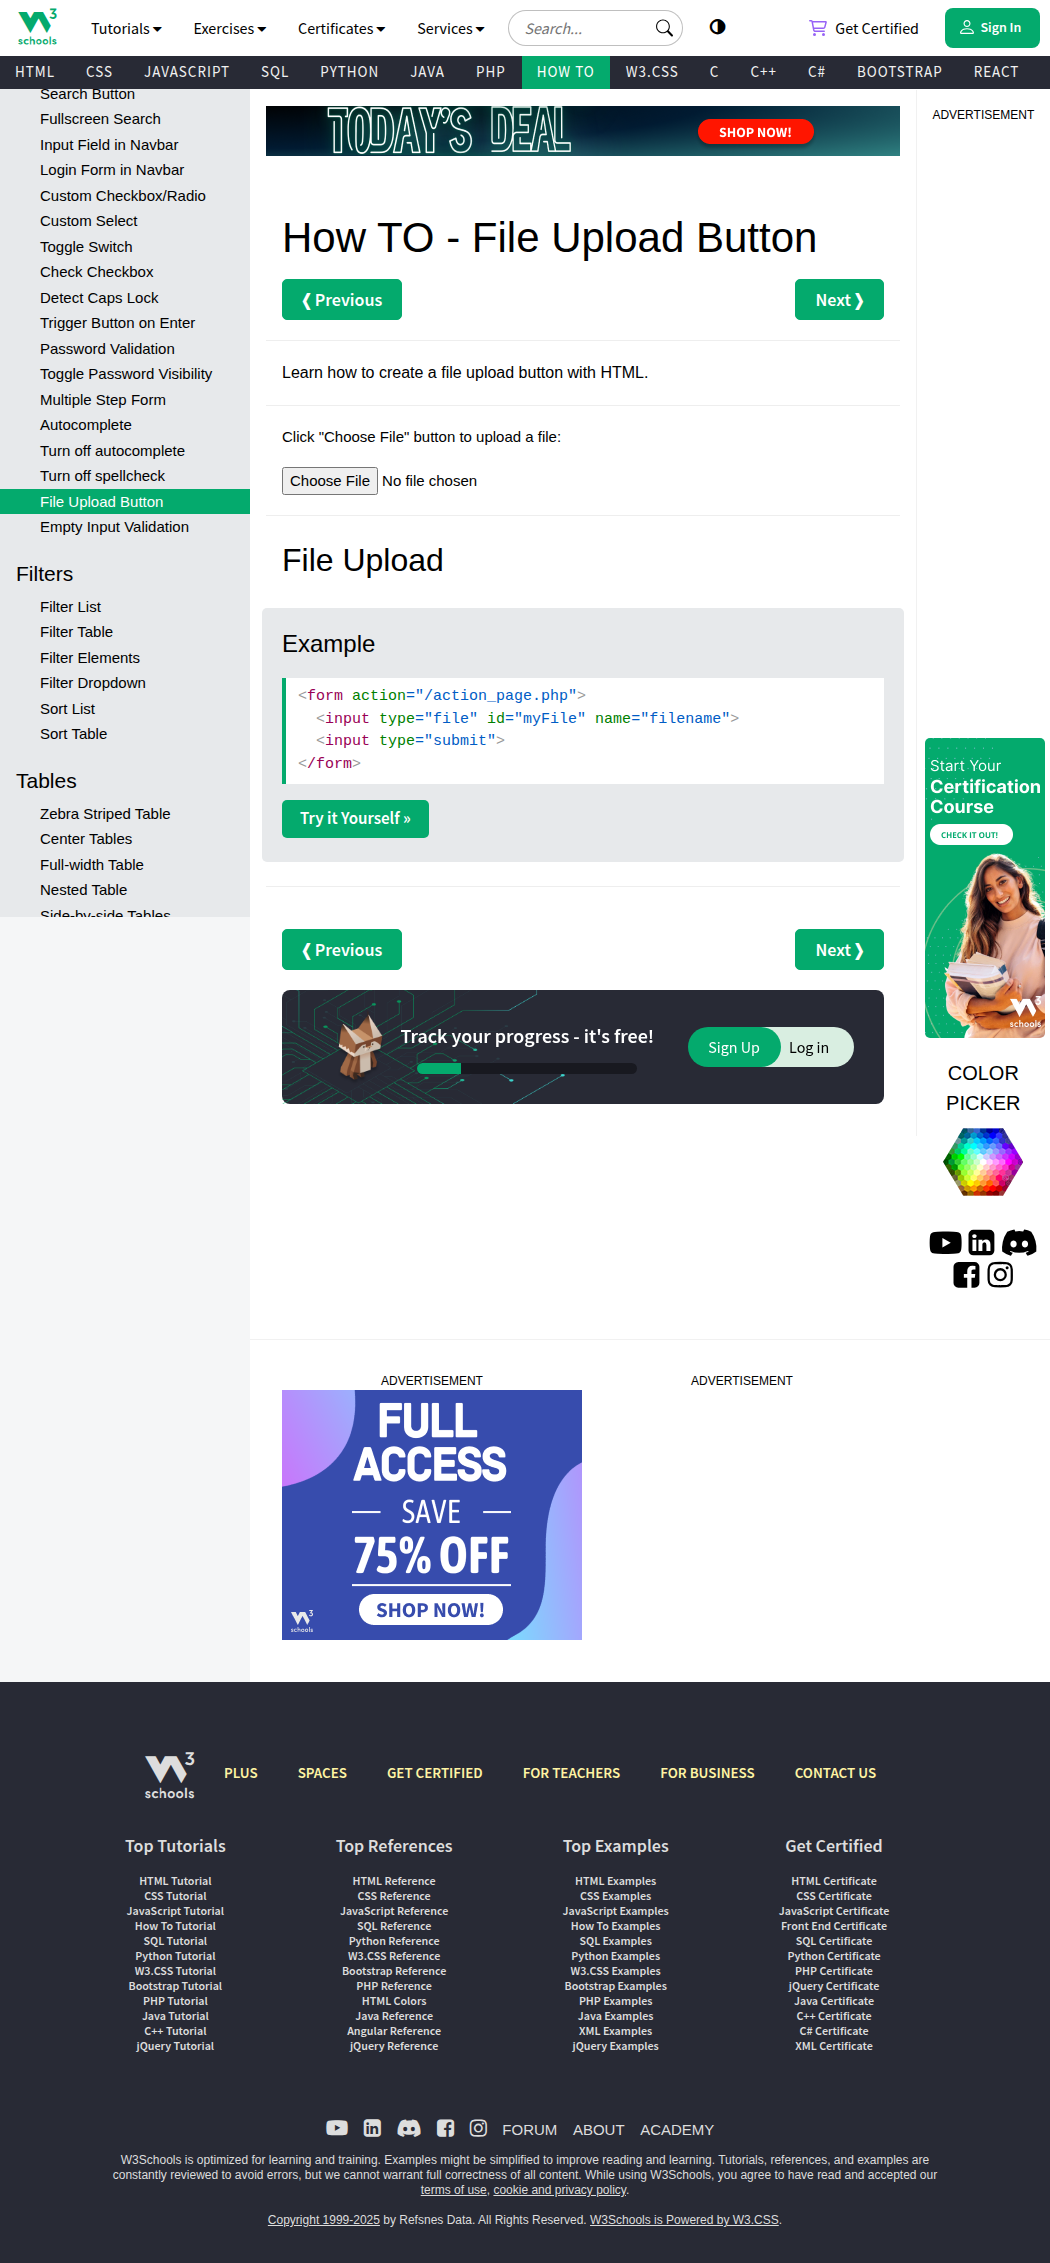 W3
schools
Tutorials
Exercises
Certificates
Services
Search...
Get Certified
Sign In
HTML
CSS
JAVASCRIPT
SQL
PYTHON
JAVA
PHP
HOW TO
W3.CSS
C
C++
C#
BOOTSTRAP
REACT
Search Button
Fullscreen Search
Input Field in Navbar
Login Form in Navbar
Custom Checkbox/Radio
Custom Select
Toggle Switch
Check Checkbox
Detect Caps Lock
Trigger Button on Enter
Password Validation
Toggle Password Visibility
Multiple Step Form
Autocomplete
Turn off autocomplete
Turn off spellcheck
File Upload Button
Empty Input Validation
Filters
Filter List
Filter Table
Filter Elements
Filter Dropdown
Sort List
Sort Table
Tables
Zebra Striped Table
Center Tables
Full-width Table
Nested Table
Side-by-side Tables
TODAY'S DEAL
SHOP NOW!
How TO - File Upload Button
❮ Previous
Next ❯
Learn how to create a file upload button with HTML.
Click "Choose File" button to upload a file:
Choose File No file chosen
File Upload
Example
<form action="/action_page.php">
  <input type="file" id="myFile" name="filename">
  <input type="submit">
</form>
Try it Yourself »
❮ Previous
Next ❯
Track your progress - it's free!
Sign Up
Log in
ADVERTISEMENT
Start Your
Certification
Course
CHECK IT OUT!
W3
schools
COLOR
PICKER
ADVERTISEMENT
FULL
ACCESS
SAVE
75% OFF
SHOP NOW!
W3
schools
ADVERTISEMENT
W3
schools
PLUS
SPACES
GET CERTIFIED
FOR TEACHERS
FOR BUSINESS
CONTACT US
Top Tutorials
HTML Tutorial
CSS Tutorial
JavaScript Tutorial
How To Tutorial
SQL Tutorial
Python Tutorial
W3.CSS Tutorial
Bootstrap Tutorial
PHP Tutorial
Java Tutorial
C++ Tutorial
jQuery Tutorial
Top References
HTML Reference
CSS Reference
JavaScript Reference
SQL Reference
Python Reference
W3.CSS Reference
Bootstrap Reference
PHP Reference
HTML Colors
Java Reference
Angular Reference
jQuery Reference
Top Examples
HTML Examples
CSS Examples
JavaScript Examples
How To Examples
SQL Examples
Python Examples
W3.CSS Examples
Bootstrap Examples
PHP Examples
Java Examples
XML Examples
jQuery Examples
Get Certified
HTML Certificate
CSS Certificate
JavaScript Certificate
Front End Certificate
SQL Certificate
Python Certificate
PHP Certificate
jQuery Certificate
Java Certificate
C++ Certificate
C# Certificate
XML Certificate
FORUM
ABOUT
ACADEMY
W3Schools is optimized for learning and training. Examples might be simplified to improve reading and learning. Tutorials, references, and examples are
constantly reviewed to avoid errors, but we cannot warrant full correctness of all content. While using W3Schools, you agree to have read and accepted our
terms of use, cookie and privacy policy.
Copyright 1999-2025 by Refsnes Data. All Rights Reserved. W3Schools is Powered by W3.CSS.